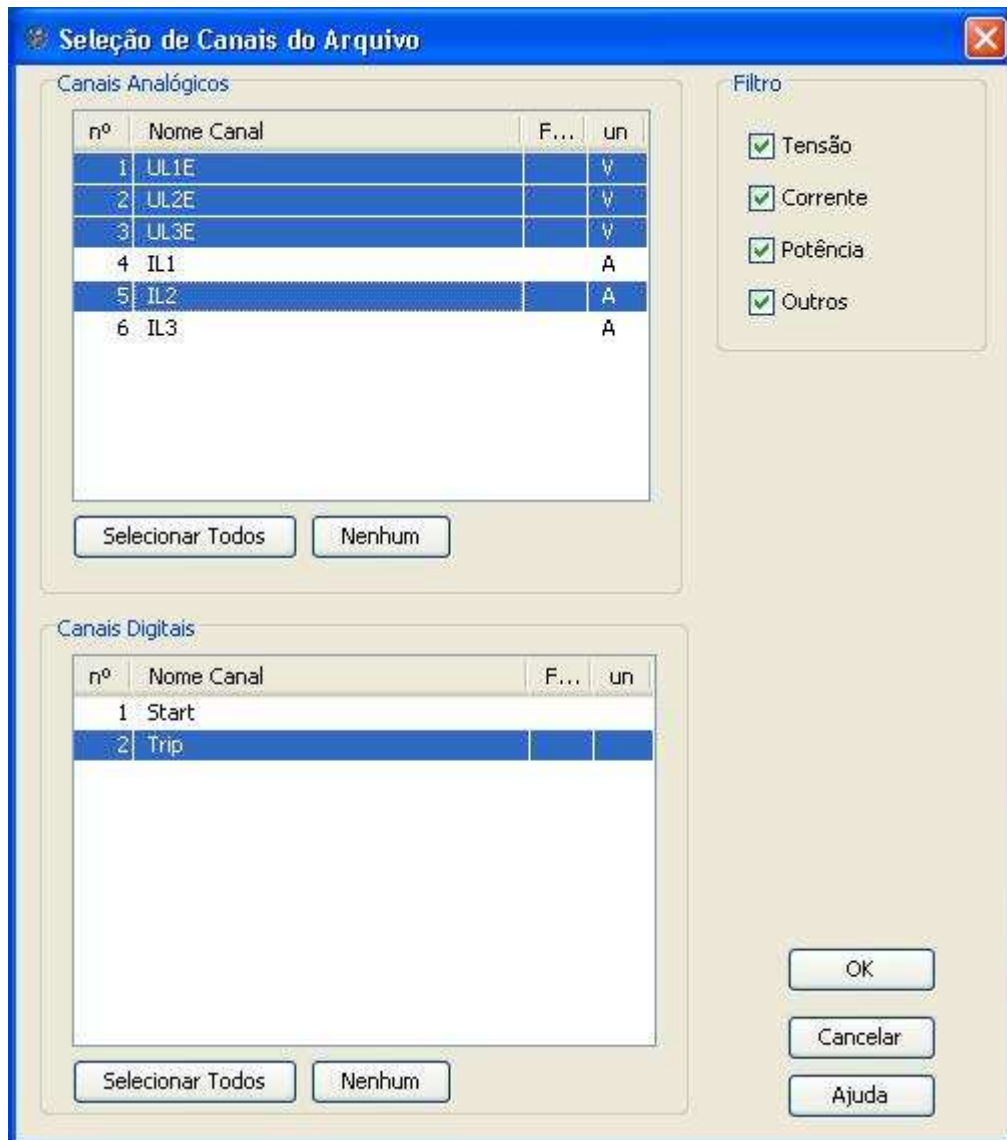 Seleção de Canais do Arquivo
Canais Analógicos
nº Nome Canal F... un
1 UL1E V
2 UL2E V
3 UL3E V
4 IL1 A
5 IL2 A
6 IL3 A
Selecionar Todos Nenhum
Filtro
Tensão
Corrente
Potência
Outros
Canais Digitais
nº Nome Canal F... un
1 Start
2 Trip
Selecionar Todos Nenhum
OK
Cancelar
Ajuda